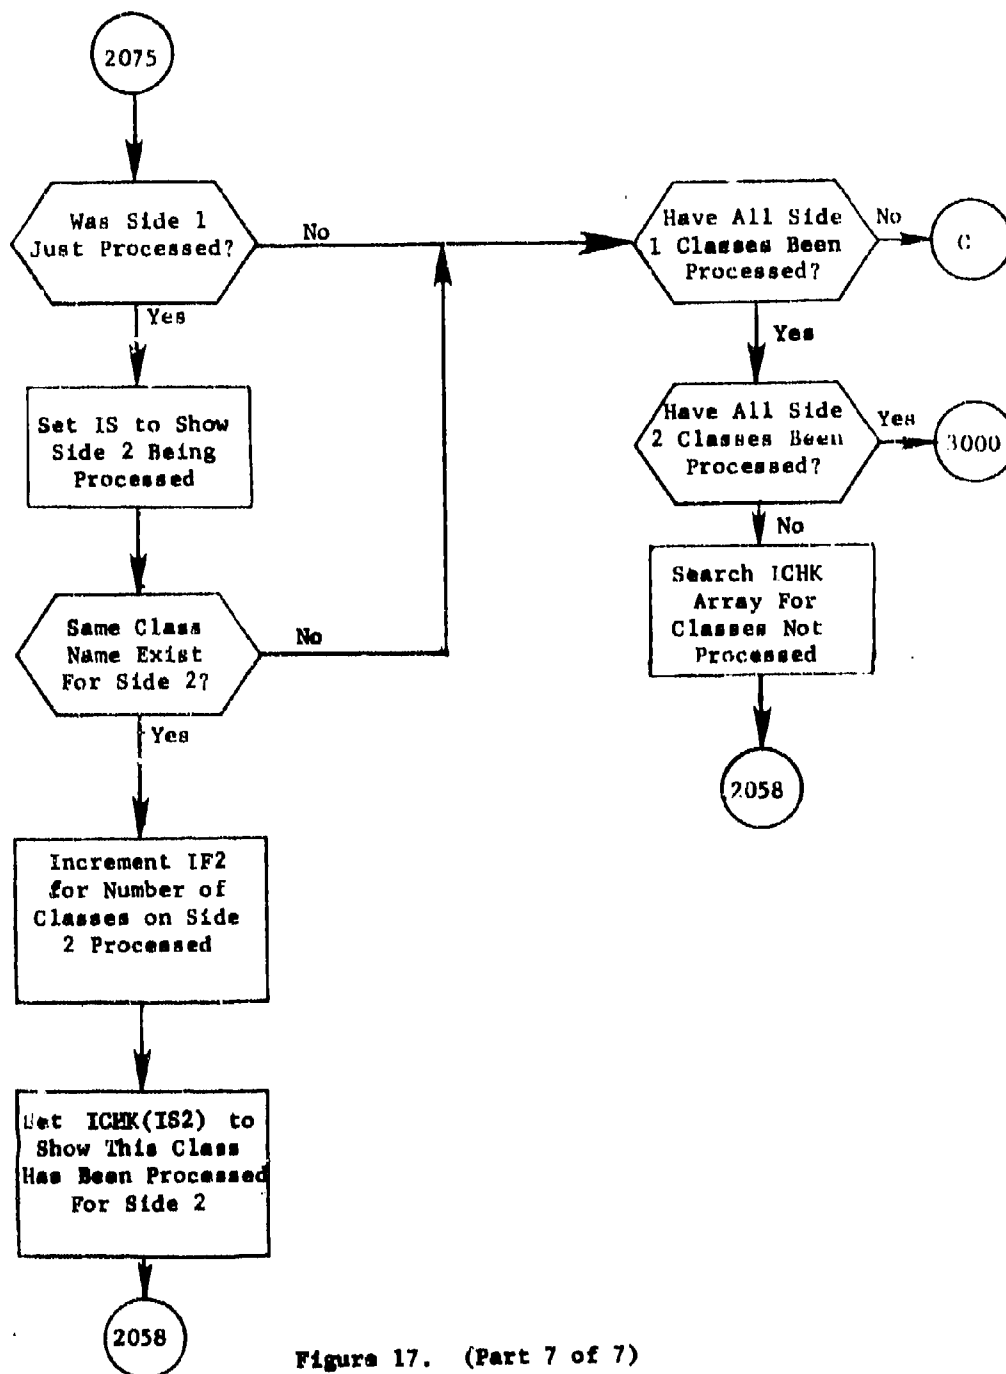 2075
Was Side 1
Just Processed?
No
Yes
Set IS to Show
Side 2 Being
Processed
Same Class
Name Exist
For Side 2?
No
Yes
Increment IF2
for Number of
Classes on Side
2 Processed
Set ICHK(IS2) to
Show This Class
Has Been Processed
For Side 2
2058
Have All Side
1 Classes Been
Processed?
No
C
Yes
Have All Side
2 Classes Been
Processed?
Yes
3000
No
Search ICHK
Array For
Classes Not
Processed
2058
Figure 17. (Part 7 of 7)